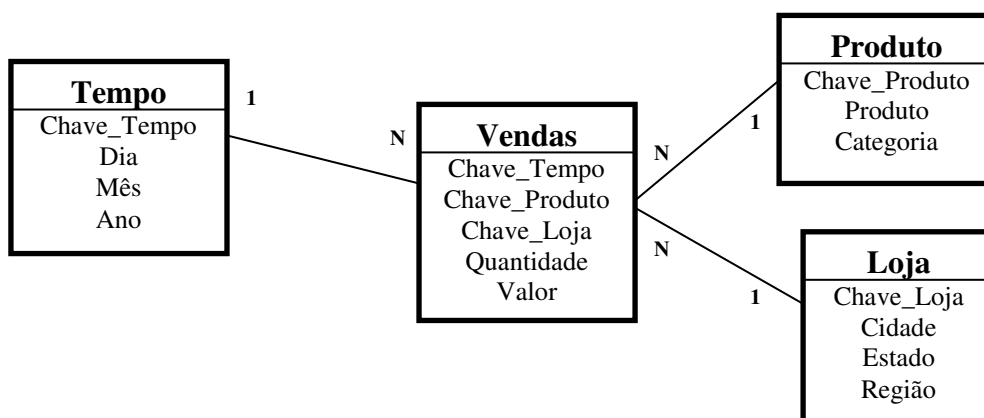 Tempo
Chave_Tempo
Dia
Mês
Ano
1
N
Vendas
Chave_Tempo
Chave_Produto
Chave_Loja
Quantidade
Valor
N
1
N
1
Produto
Chave_Produto
Produto
Categoria
Loja
Chave_Loja
Cidade
Estado
Região